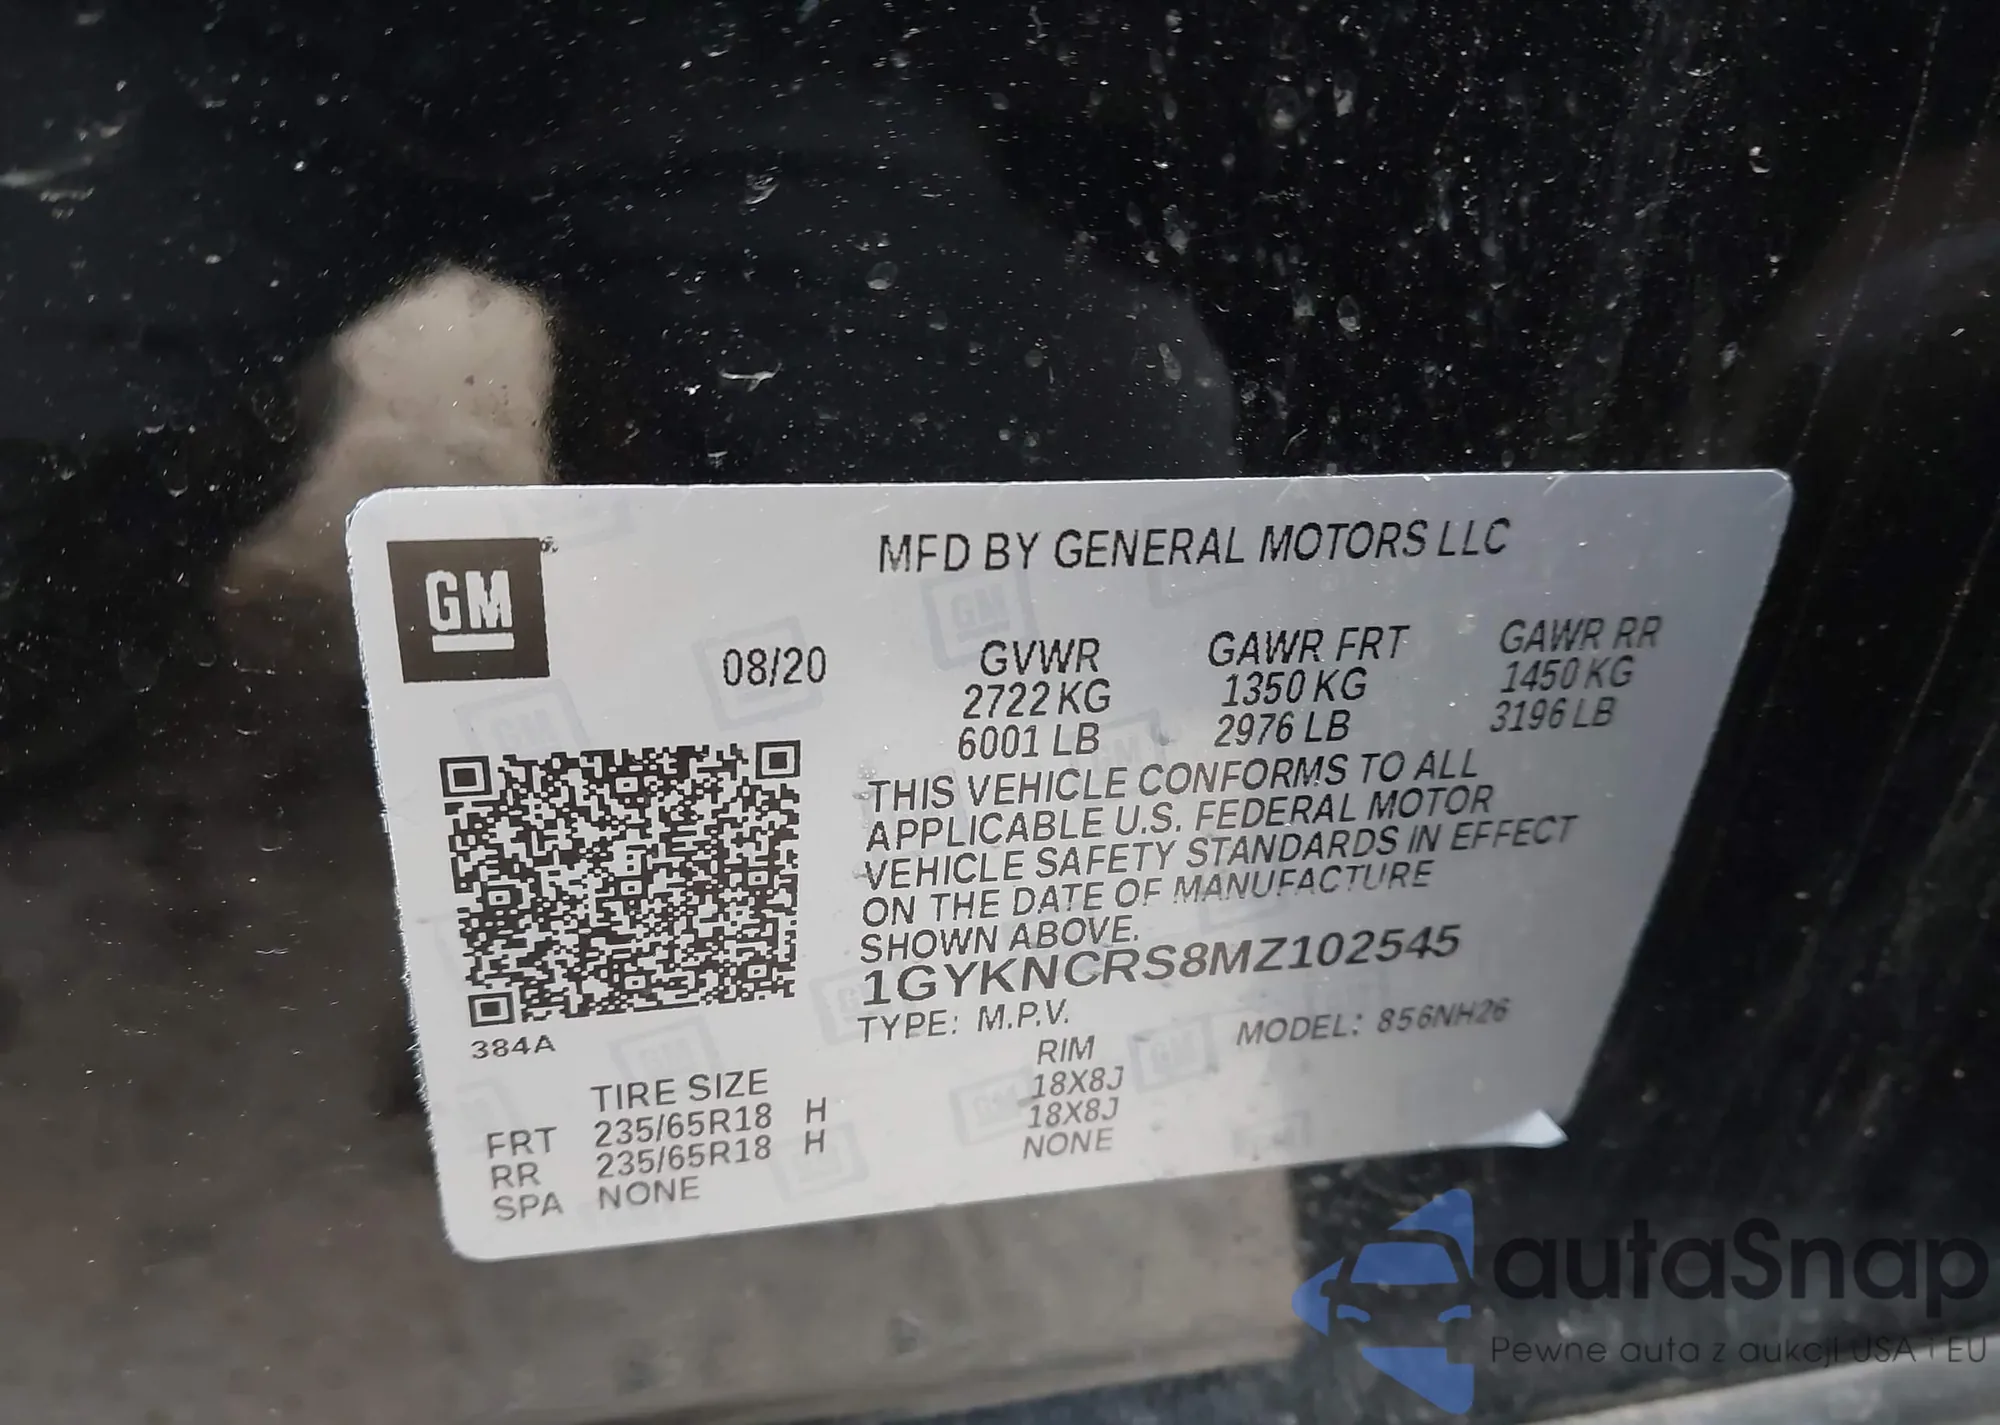 GM
MFD BY GENERAL MOTORS LLC
08/20
GVWR GAWR FRT GAWR RR
2722 KG 1350 KG 1450 KG
6001 LB 2976 LB 3196 LB
THIS VEHICLE CONFORMS TO ALL
APPLICABLE U.S. FEDERAL MOTOR
VEHICLE SAFETY STANDARDS IN EFFECT
ON THE DATE OF MANUFACTURE
SHOWN ABOVE.
1GYKNCRS8MZ102545
TYPE: M.P.V. MODEL: 856NH26
384A
TIRE SIZE RIM
FRT 235/65R18 H 18X8J
RR 235/65R18 H 18X8J
SPA NONE NONE
autaSnap
Pewne auta z aukcji USA i EU